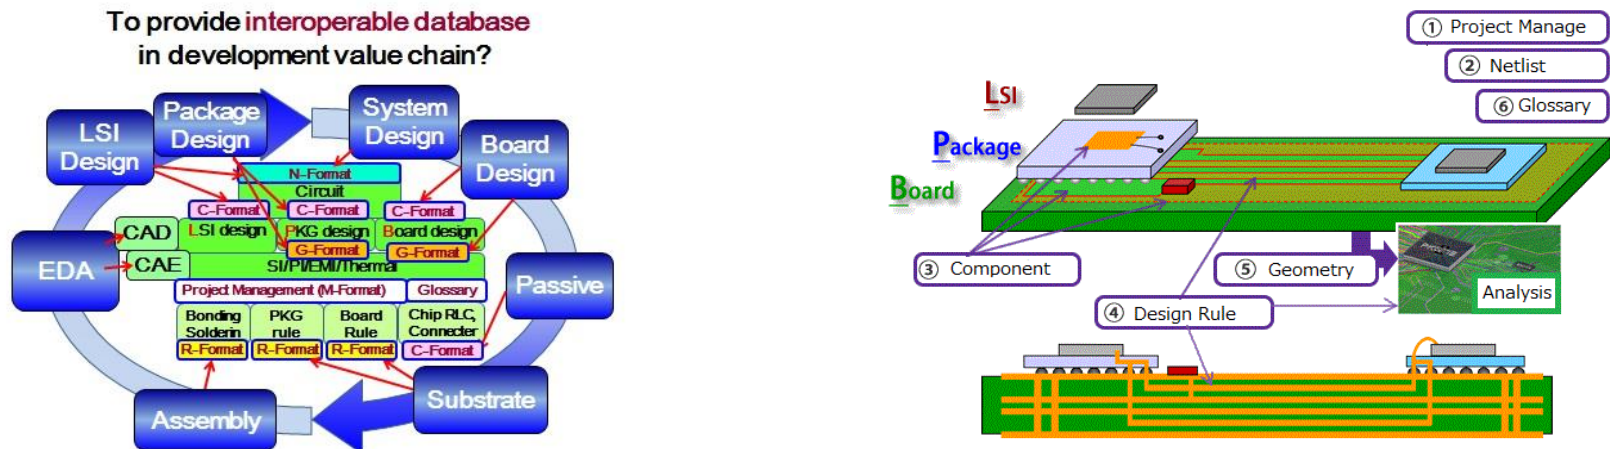 To provide interoperable database
in development value chain?
LSI
Design
Package
Design
System
Design
Board
Design
EDA
Passive
Assembly
Substrate
N-Format
Circuit
C-Format
C-Format
C-Format
CAD
LSI design
PKG design
Board design
G-Format
G-Format
CAE
SI/PI/EMI/Thermal
Project Management (M-Format)
Glossary
Bonding
Solderin
PKG
rule
Board
Rule
Chip RLC,
Connecter
R-Format
R-Format
R-Format
C-Format
① Project Manage
② Netlist
⑥ Glossary
LSI
Package
Board
③ Component
⑤ Geometry
④ Design Rule
Analysis